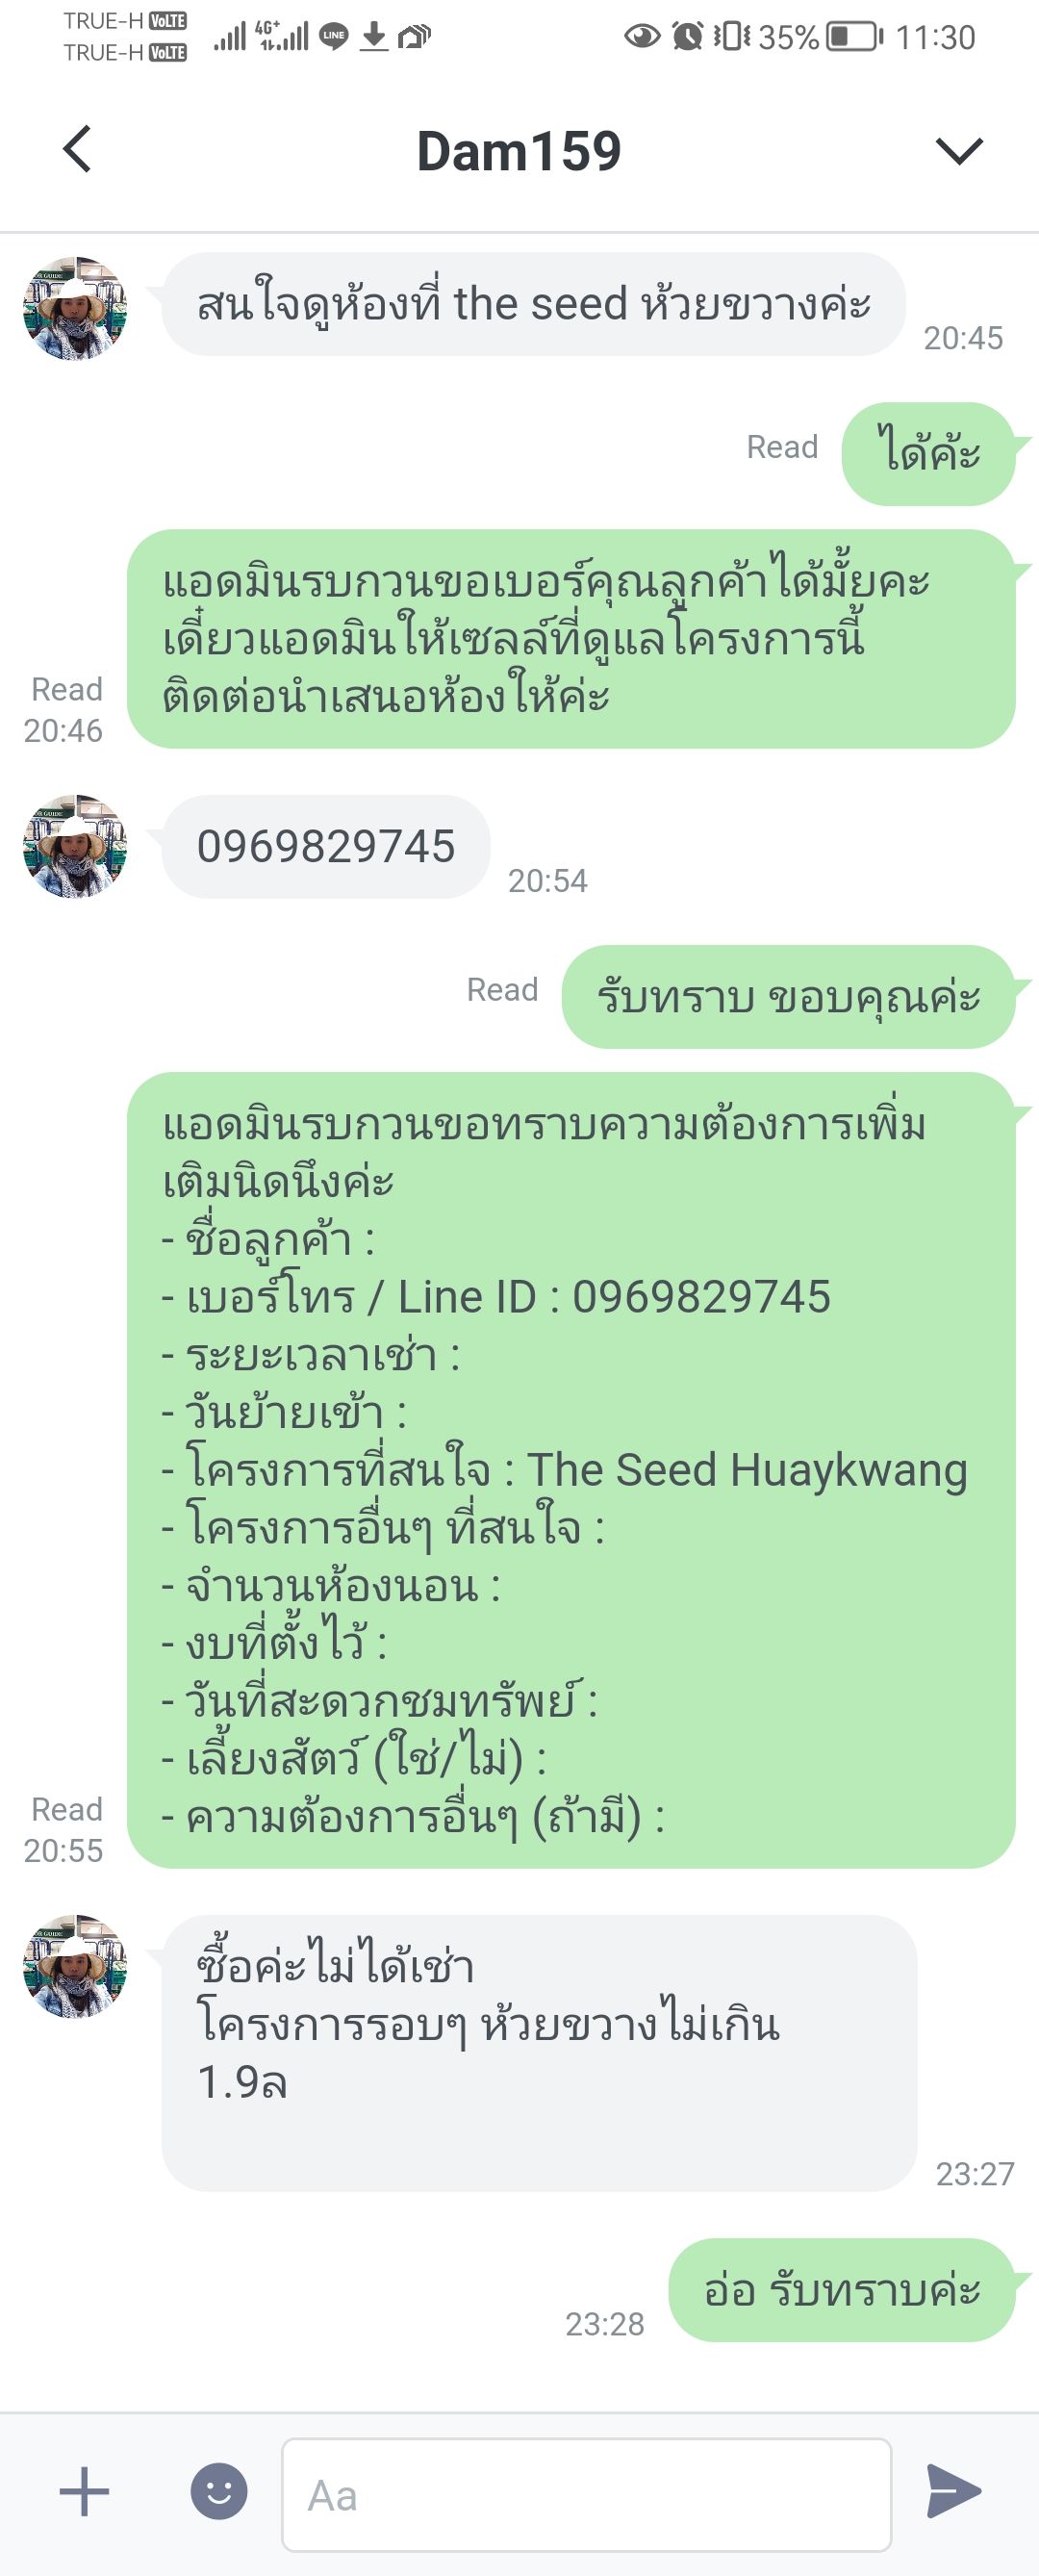 TRUE-H VoLTE
TRUE-H VoLTE
4G+
LINE
35%
11:30
Dam159
สนใจดูห้องที่ the seed ห้วยขวางค่ะ
20:45
Read
ได้ค้ะ
แอดมินรบกวนขอเบอร์คุณลูกค้าได้มั้ยคะ
เดี๋ยวแอดมินให้เซลล์ที่ดูแลโครงการนี้
ติดต่อนำเสนอห้องให้ค่ะ
Read
20:46
0969829745
20:54
Read
รับทราบ ขอบคุณค่ะ
แอดมินรบกวนขอทราบความต้องการเพิ่ม
เติมนิดนึงค่ะ
- ชื่อลูกค้า :
- เบอร์โทร / Line ID : 0969829745
- ระยะเวลาเช่า :
- วันย้ายเข้า :
- โครงการที่สนใจ : The Seed Huaykwang
- โครงการอื่นๆ ที่สนใจ :
- จำนวนห้องนอน :
- งบที่ตั้งไว้ :
- วันที่สะดวกชมทรัพย์ :
- เลี้ยงสัตว์ (ใช่/ไม่) :
- ความต้องการอื่นๆ (ถ้ามี) :
Read
20:55
ซื้อค่ะไม่ได้เช่า
โครงการรอบๆ ห้วยขวางไม่เกิน
1.9ล
23:27
อ่อ รับทราบค่ะ
23:28
Aa